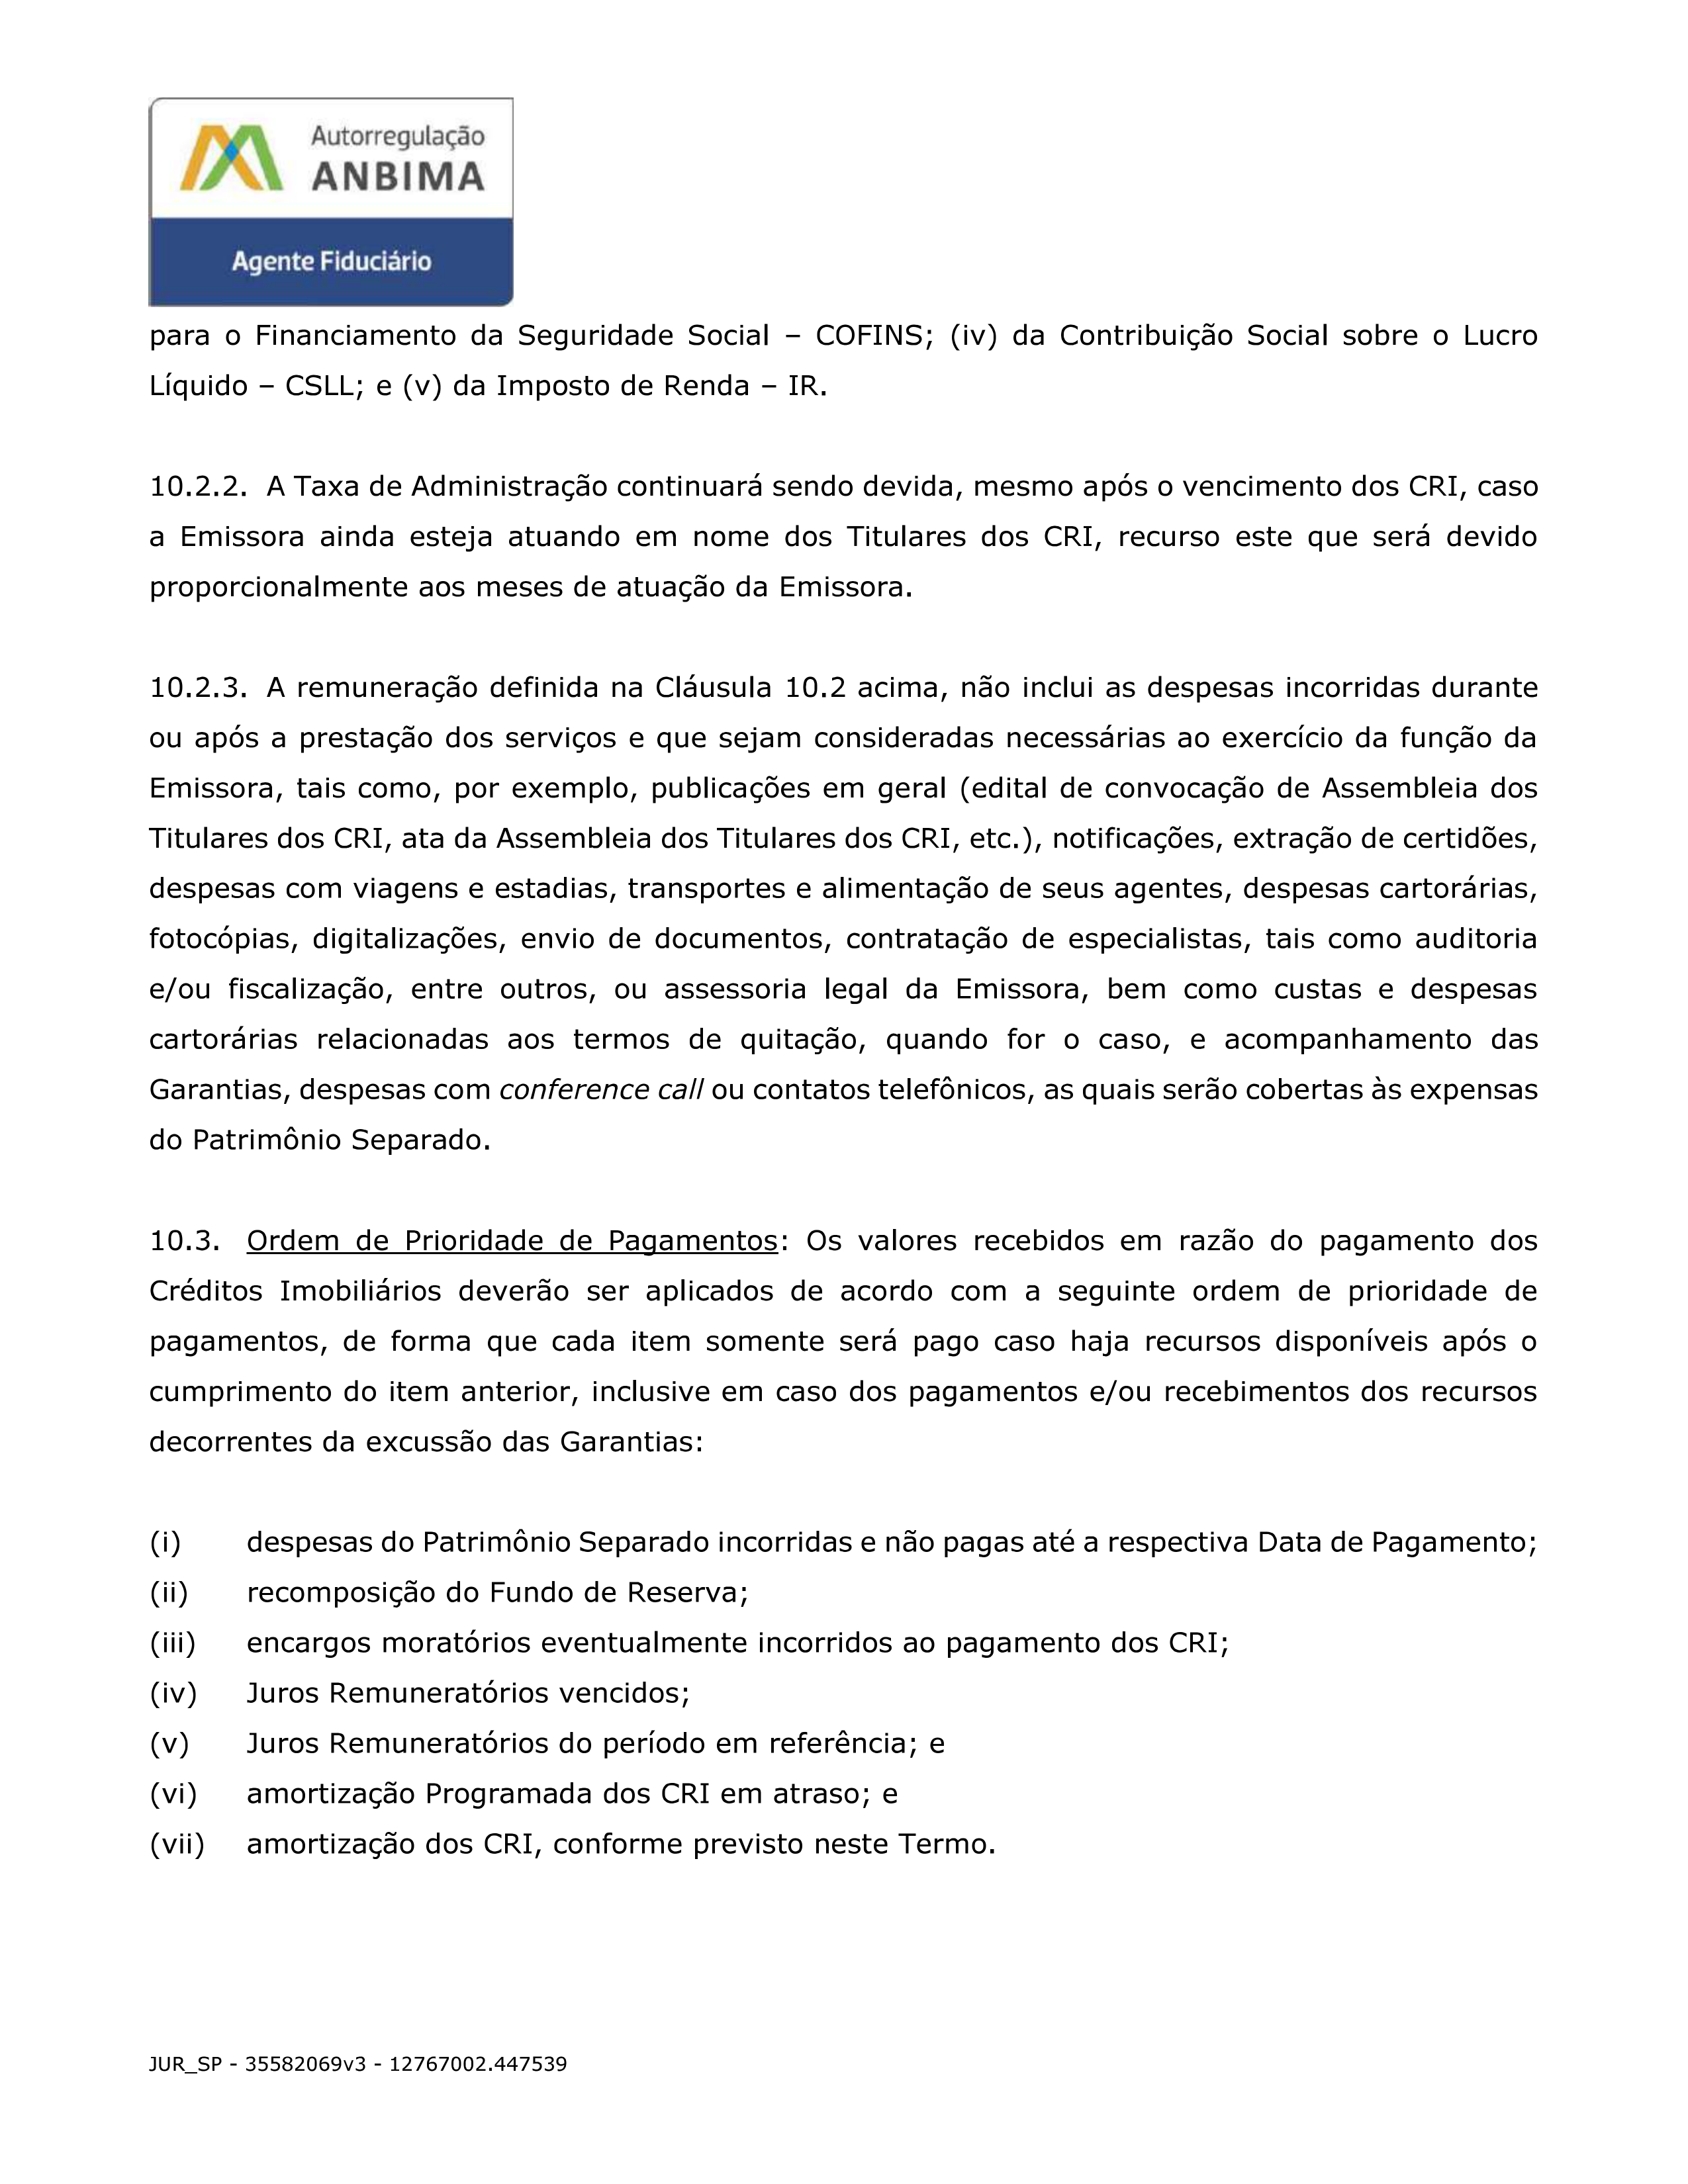 Autorregulação
ANBIMA
Agente Fiduciário
para o Financiamento da Seguridade Social – COFINS; (iv) da Contribuição Social sobre o Lucro
Líquido – CSLL; e (v) da Imposto de Renda – IR.
10.2.2. A Taxa de Administração continuará sendo devida, mesmo após o vencimento dos CRI, caso
a Emissora ainda esteja atuando em nome dos Titulares dos CRI, recurso este que será devido
proporcionalmente aos meses de atuação da Emissora.
10.2.3. A remuneração definida na Cláusula 10.2 acima, não inclui as despesas incorridas durante
ou após a prestação dos serviços e que sejam consideradas necessárias ao exercício da função da
Emissora, tais como, por exemplo, publicações em geral (edital de convocação de Assembleia dos
Titulares dos CRI, ata da Assembleia dos Titulares dos CRI, etc.), notificações, extração de certidões,
despesas com viagens e estadias, transportes e alimentação de seus agentes, despesas cartorárias,
fotocópias, digitalizações, envio de documentos, contratação de especialistas, tais como auditoria
e/ou fiscalização, entre outros, ou assessoria legal da Emissora, bem como custas e despesas
cartorárias relacionadas aos termos de quitação, quando for o caso, e acompanhamento das
Garantias, despesas com conference call ou contatos telefônicos, as quais serão cobertas às expensas
do Patrimônio Separado.
10.3. Ordem de Prioridade de Pagamentos: Os valores recebidos em razão do pagamento dos
Créditos Imobiliários deverão ser aplicados de acordo com a seguinte ordem de prioridade de
pagamentos, de forma que cada item somente será pago caso haja recursos disponíveis após o
cumprimento do item anterior, inclusive em caso dos pagamentos e/ou recebimentos dos recursos
decorrentes da excussão das Garantias:
(i) despesas do Patrimônio Separado incorridas e não pagas até a respectiva Data de Pagamento;
(ii) recomposição do Fundo de Reserva;
(iii) encargos moratórios eventualmente incorridos ao pagamento dos CRI;
(iv) Juros Remuneratórios vencidos;
(v) Juros Remuneratórios do período em referência; e
(vi) amortização Programada dos CRI em atraso; e
(vii) amortização dos CRI, conforme previsto neste Termo.
JUR_SP - 35582069v3 - 12767002.447539